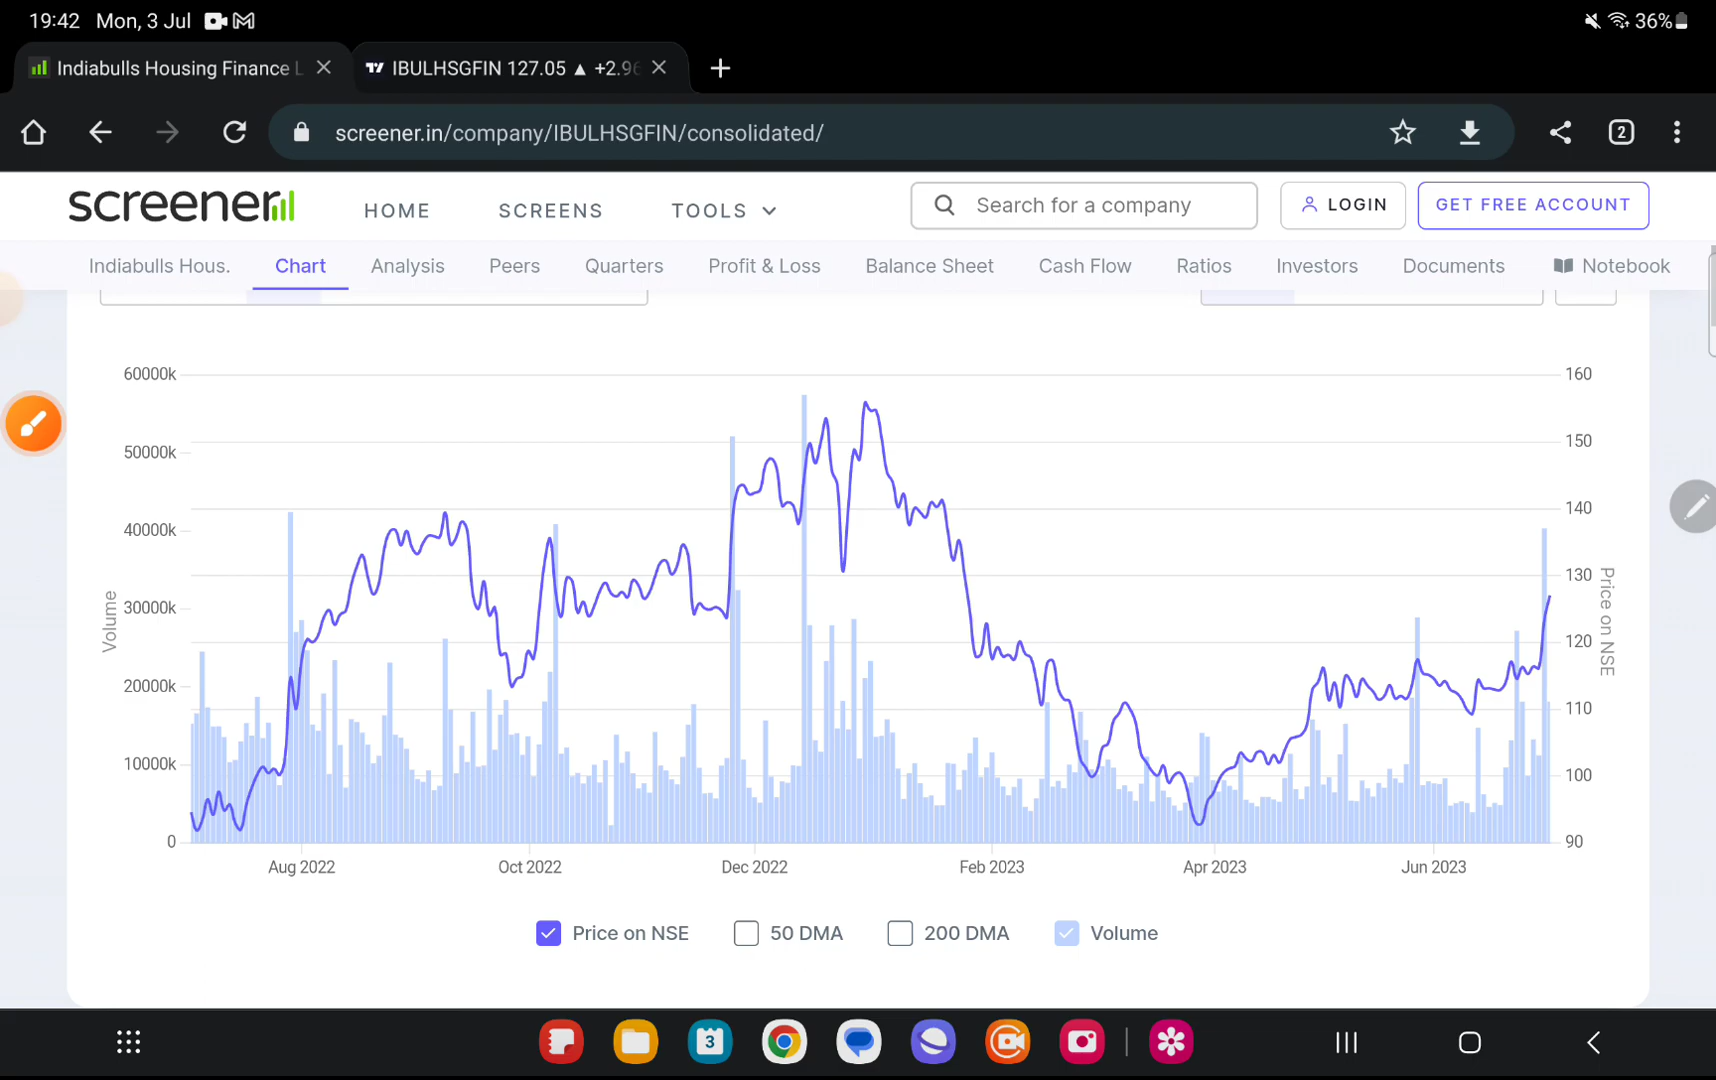 19:42 Mon, 3 Jul
36%
Indiabulls Housing Finance L
IBULHSGFIN 127.05 ▲ +2.96
screener.in/company/IBULHSGFIN/consolidated/
2
screener
HOME
SCREENS
TOOLS
Search for a company
LOGIN
GET FREE ACCOUNT
Indiabulls Hous.
Chart
Analysis
Peers
Quarters
Profit & Loss
Balance Sheet
Cash Flow
Ratios
Investors
Documents
Notebook
60000k
50000k
40000k
30000k
20000k
10000k
0
Volume
160
150
140
130
120
110
100
90
Price on NSE
Aug 2022
Oct 2022
Dec 2022
Feb 2023
Apr 2023
Jun 2023
Price on NSE
50 DMA
200 DMA
Volume
3